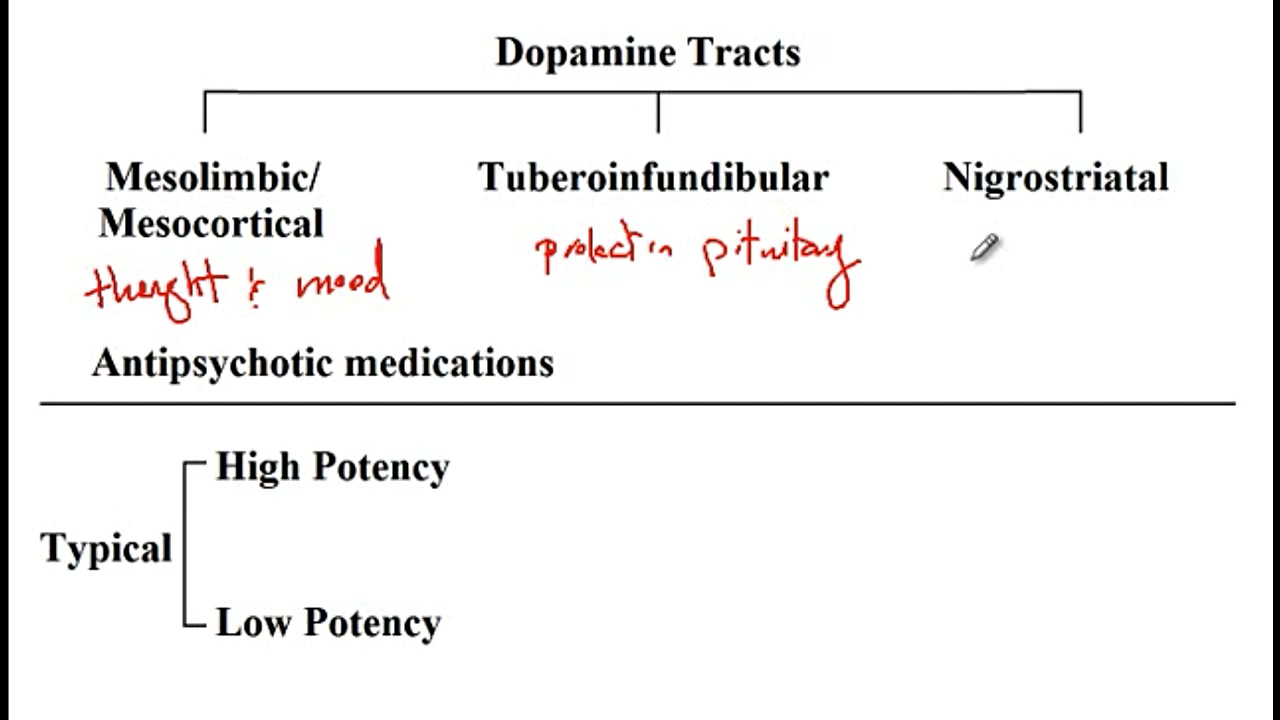 Dopamine Tracts
Mesolimbic/ Tuberoinfundibular Nigrostriatal
Mesocortical
prolactin pituitary
thought & mood
Antipsychotic medications
High Potency
Typical
Low Potency